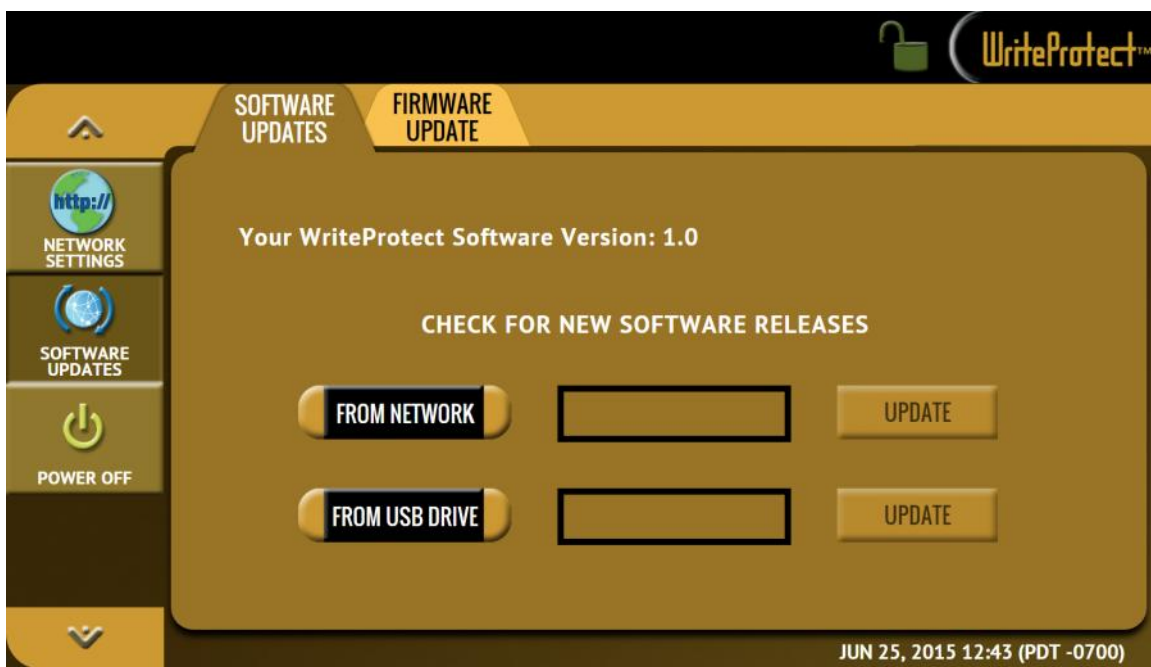 WriteProtect™
SOFTWARE
UPDATES
FIRMWARE
UPDATE
http://
NETWORK
SETTINGS
SOFTWARE
UPDATES
POWER OFF
Your WriteProtect Software Version: 1.0
CHECK FOR NEW SOFTWARE RELEASES
FROM NETWORK
UPDATE
FROM USB DRIVE
UPDATE
JUN 25, 2015 12:43 (PDT -0700)